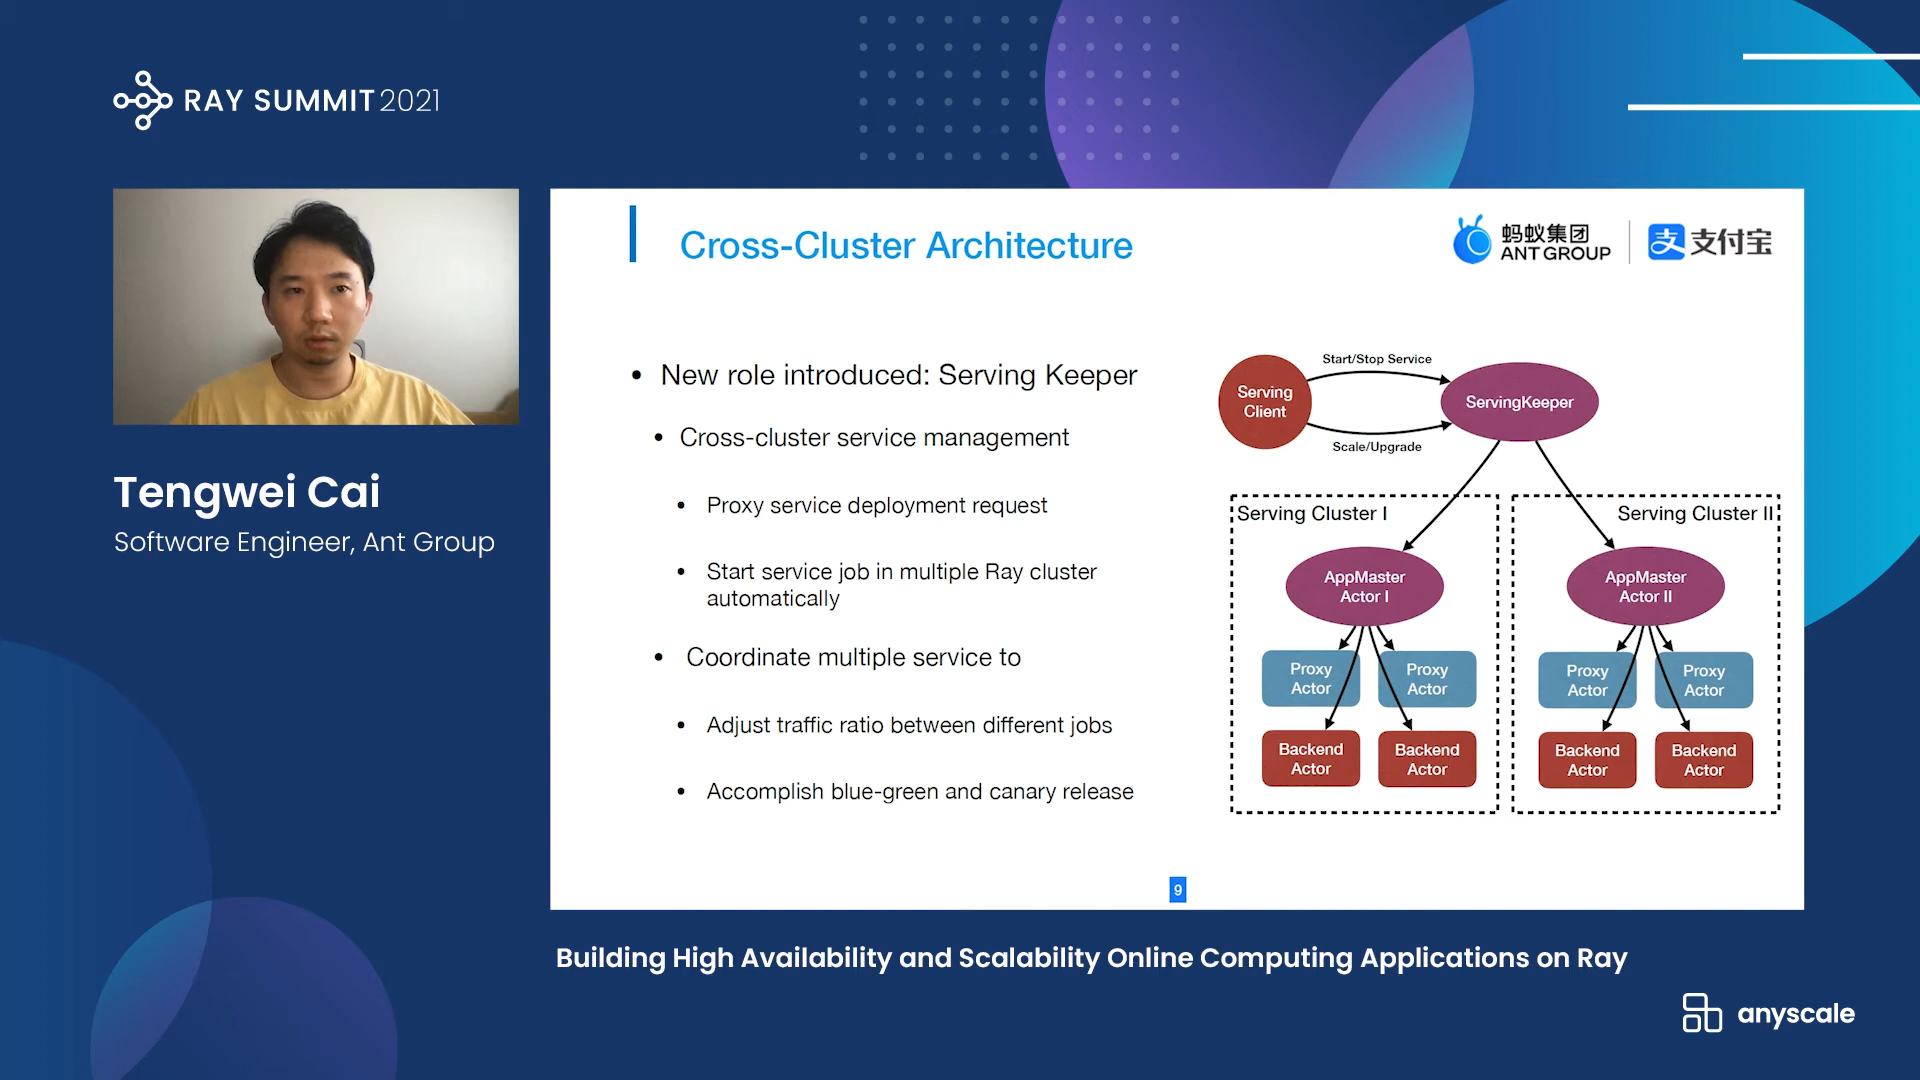 RAY SUMMIT 2021
Tengwei Cai
Software Engineer, Ant Group
Cross-Cluster Architecture
蚂蚁集团
ANT GROUP
支 支付宝
• New role introduced: Serving Keeper
• Cross-cluster service management
• Proxy service deployment request
• Start service job in multiple Ray cluster
automatically
• Coordinate multiple service to
• Adjust traffic ratio between different jobs
• Accomplish blue-green and canary release
Start/Stop Service
Serving
Client
ServingKeeper
Scale/Upgrade
Serving Cluster I
AppMaster
Actor I
Proxy
Actor
Proxy
Actor
Backend
Actor
Backend
Actor
Serving Cluster II
AppMaster
Actor II
Proxy
Actor
Proxy
Actor
Backend
Actor
Backend
Actor
9
Building High Availability and Scalability Online Computing Applications on Ray
anyscale